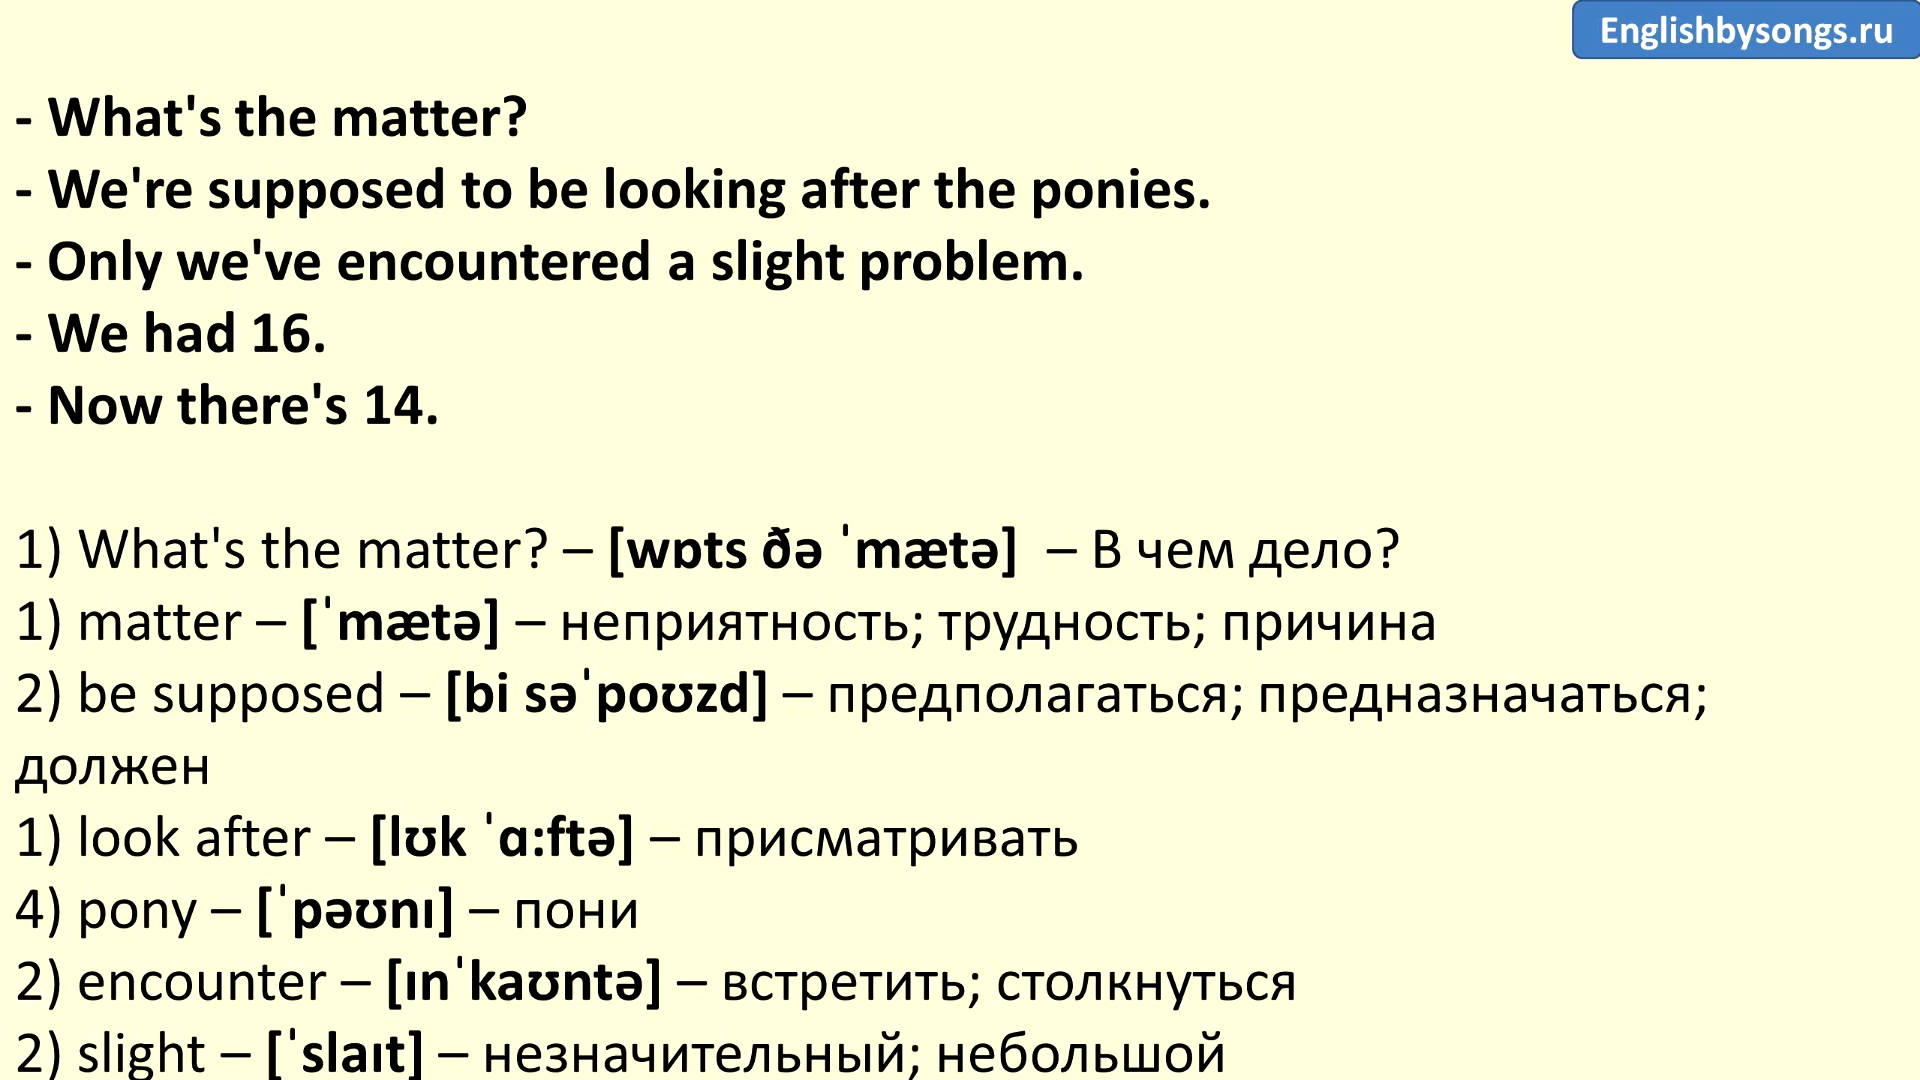 Englishbysongs.ru
- What's the matter?
- We're supposed to be looking after the ponies.
- Only we've encountered a slight problem.
- We had 16.
- Now there's 14.
1) What's the matter? – [wɒts ðə ˈmætə]  – В чем дело?
1) matter – [ˈmætə] – неприятность; трудность; причина
2) be supposed – [bi səˈpoʊzd] – предполагаться; предназначаться;
должен
1) look after – [lʊk ˈɑ:ftə] – присматривать
4) pony – [ˈpəʊnı] – пони
2) encounter – [ınˈkaʊntə] – встретить; столкнуться
2) slight – [ˈslaıt] – незначительный; небольшой